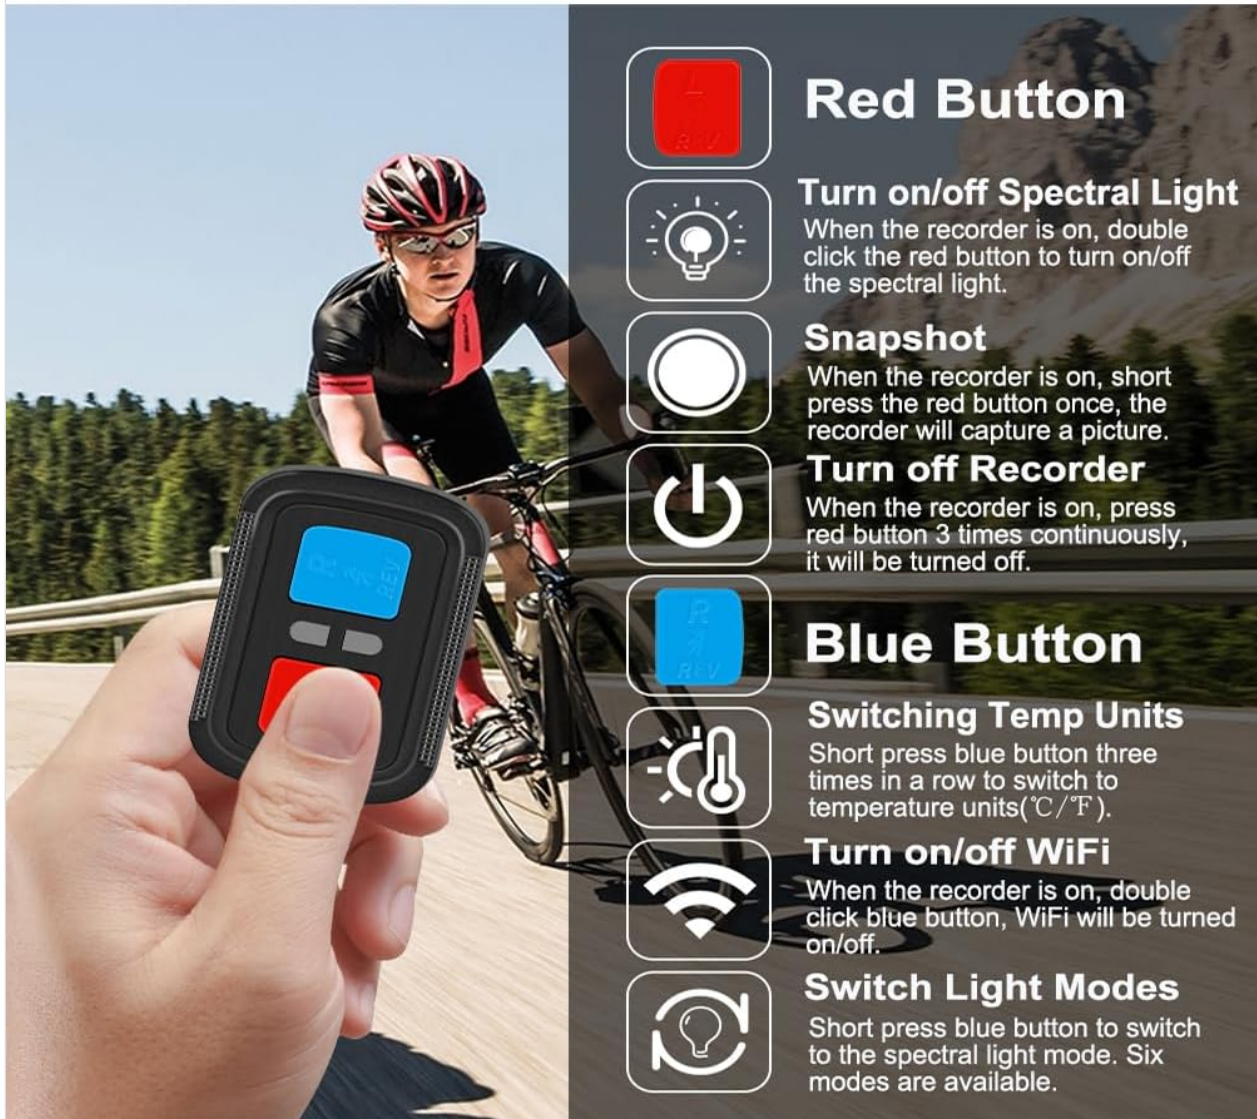 L
REV
Red Button
Turn on/off Spectral Light
When the recorder is on, double
click the red button to turn on/off
the spectral light.
Snapshot
When the recorder is on, short
press the red button once, the
recorder will capture a picture.
Turn off Recorder
When the recorder is on, press
red button 3 times continuously,
it will be turned off.
R
REV
Blue Button
Switching Temp Units
Short press blue button three
times in a row to switch to
temperature units(℃/℉).
Turn on/off WiFi
When the recorder is on, double
click blue button, WiFi will be turned
on/off.
Switch Light Modes
Short press blue button to switch
to the spectral light mode. Six
modes are available.
R
REV